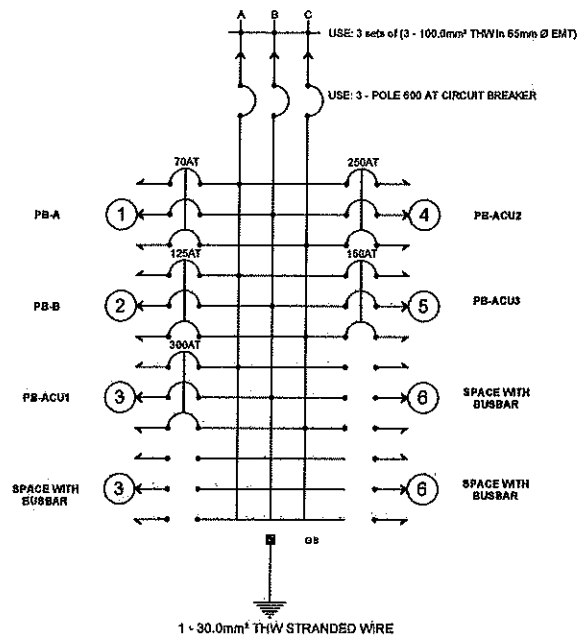 A B C
USE: 3 sets of (3 - 100.0mm² THW in 65mm Ø EMT)
USE: 3 - POLE 600 AT CIRCUIT BREAKER
70AT 250AT
PB-A 1 4 PB-ACU2
125AT 160AT
PB-B 2 5 PB-ACU3
300AT
PB-ACU1 3 6 SPACE WITH
BUSBAR
SPACE WITH
BUSBAR 3 6 SPACE WITH
BUSBAR
GB
1 - 30.0mm² THW STRANDED WIRE